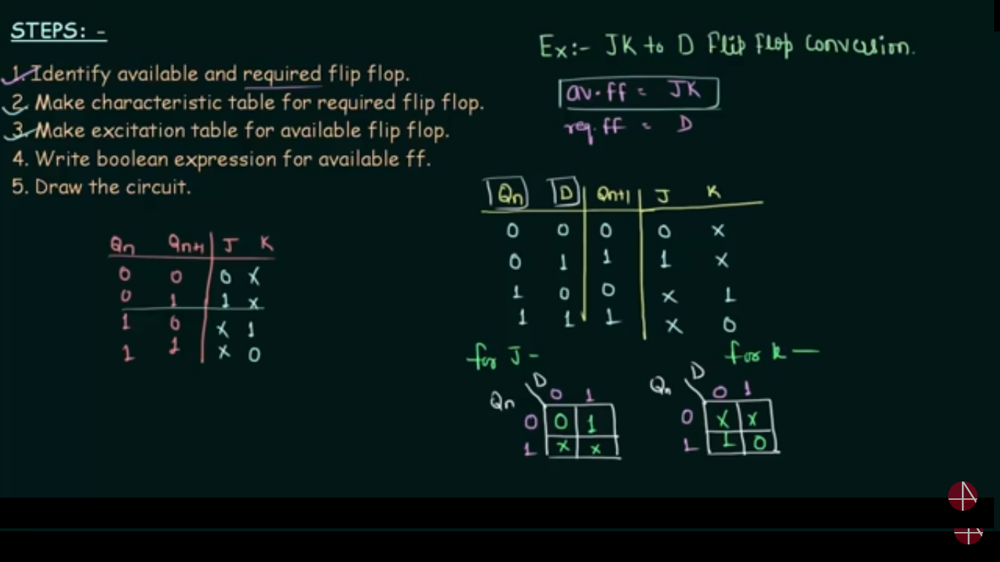 STEPS: -
1. Identify available and required flip flop.
2. Make characteristic table for required flip flop.
3. Make excitation table for available flip flop.
4. Write boolean expression for available ff.
5. Draw the circuit.
Qn Qn+1 J K
0 0 0 x
0 1 1 x
1 0 x 1
1 1 x 0
Ex:- JK to D flip flop Conversion.
av. ff = JK
req. ff = D
Qn D Qn+1 J K
0 0 0 0 x
0 1 1 1 x
1 0 0 x 1
1 1 1 x 0
for J -
D
Qn 0 1
0 0 1
1 x x
for k —
D
Qn 0 1
0 x x
1 1 0